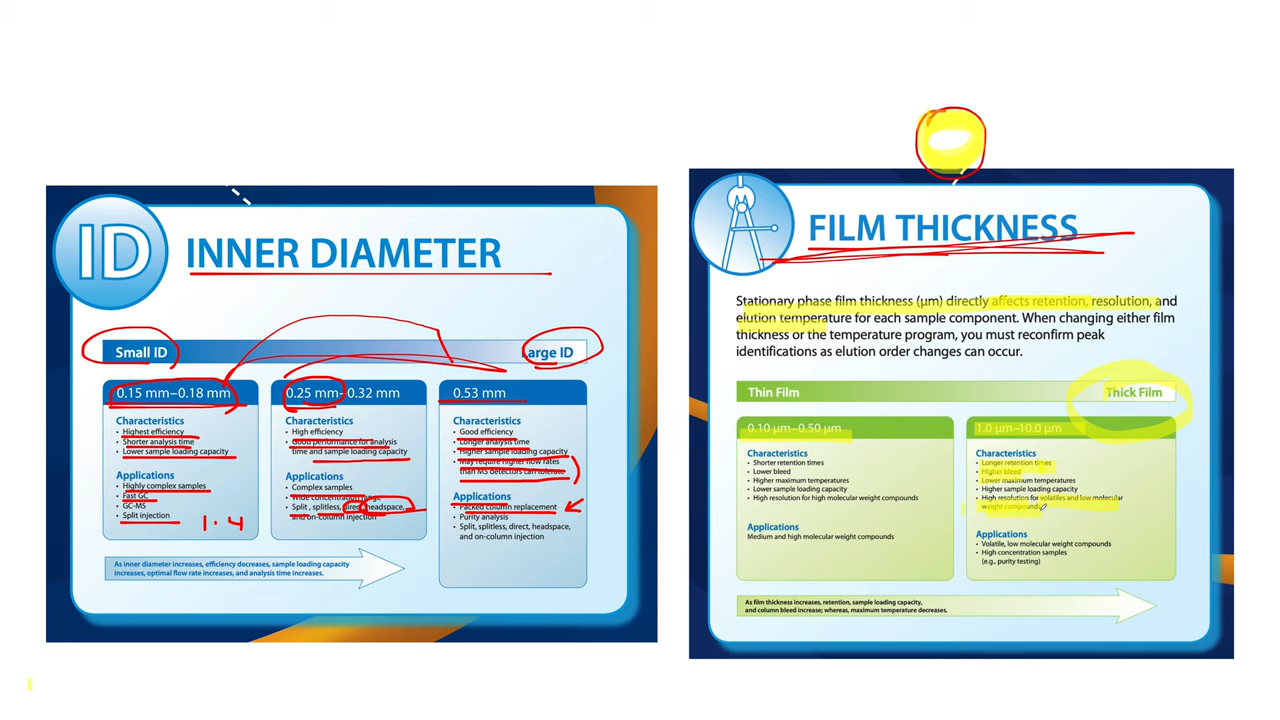 ID
INNER DIAMETER
Small ID
Large ID
0.15 mm–0.18 mm
Characteristics
• Highest efficiency
• Shorter analysis time
• Lower sample loading capacity
Applications
• Highly complex samples
• Fast GC
• GC-MS
• Split injection
1.4
0.25 mm–0.32 mm
Characteristics
• High efficiency
• Good performance for analysis
time and sample loading capacity
Applications
• Complex samples
• Wide concentration range
• Split , splitless, direct, headspace,
and on-column injection
0.53 mm
Characteristics
• Good efficiency
• Longer analysis time
• Higher sample loading capacity
• May require higher flow rates
than MS detectors can tolerate
Applications
• Packed column replacement
• Purity analysis
• Split, splitless, direct, headspace,
and on-column injection
As inner diameter increases, efficiency decreases, sample loading capacity
increases, optimal flow rate increases, and analysis time increases.
FILM THICKNESS
Stationary phase film thickness (µm) directly affects retention, resolution, and
elution temperature for each sample component. When changing either film
thickness or the temperature program, you must reconfirm peak
identifications as elution order changes can occur.
Thin Film
Thick Film
0.10 µm–0.50 µm
Characteristics
• Shorter retention times
• Lower bleed
• Higher maximum temperatures
• Lower sample loading capacity
• High resolution for high molecular weight compounds
Applications
Medium and high molecular weight compounds
1.0 µm–10.0 µm
Characteristics
• Longer retention times
• Higher bleed
• Lower maximum temperatures
• Higher sample loading capacity
• High resolution for volatiles and low molecular
weight compounds
Applications
• Volatile, low molecular weight compounds
• High concentration samples
(e.g., purity testing)
As film thickness increases, retention, sample loading capacity,
and column bleed increase; whereas, maximum temperature decreases.